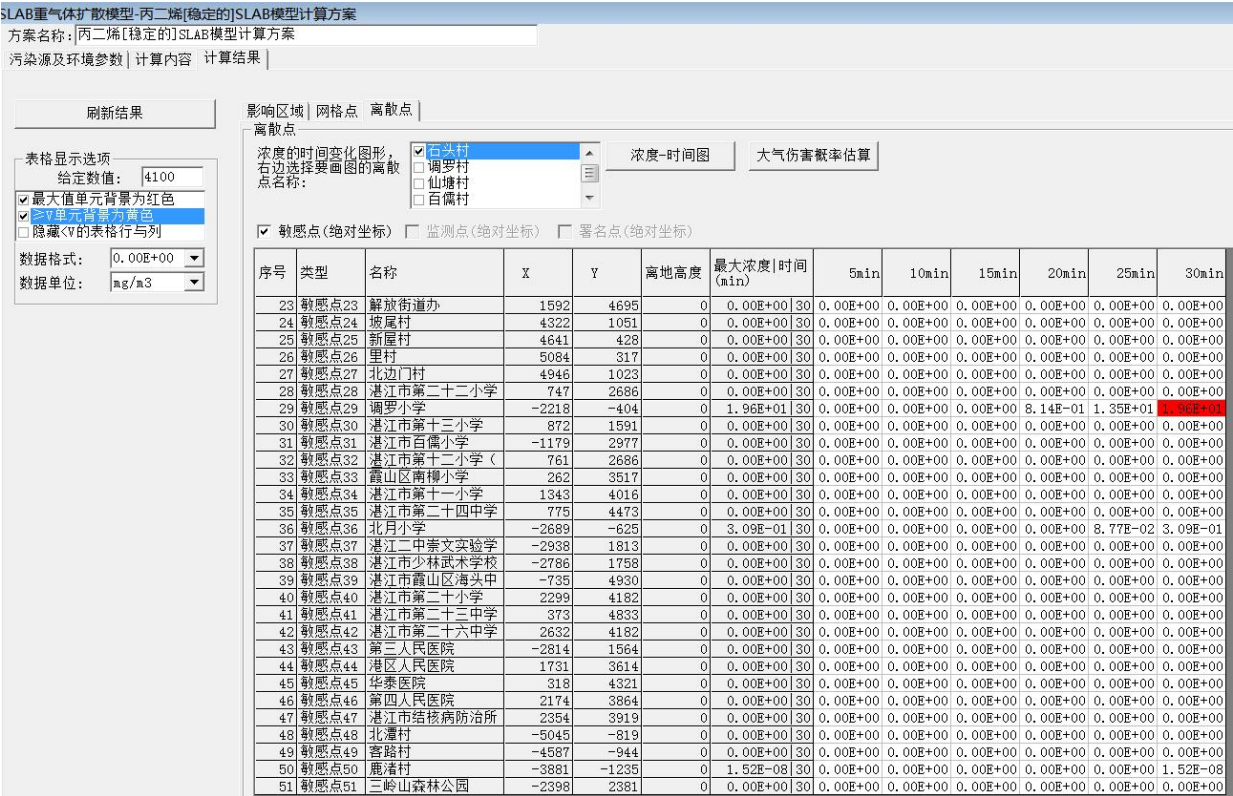 SLAB重气体扩散模型-丙二烯[稳定的]SLAB模型计算方案
方案名称: 丙二烯[稳定的]SLAB模型计算方案
污染源及环境参数 计算内容 计算结果
刷新结果
影响区域 网格点 离散点
离散点
表格显示选项
给定数值: 4100
最大值单元背景为红色
≥V单元背景为黄色
隐藏<V的表格行与列
数据格式: 0.00E+00
数据单位: mg/m3
浓度的时间变化图形,
右边选择要画图的离散
点名称:
石头村
调罗村
仙塘村
百儒村
浓度-时间图 大气伤害概率估算
敏感点(绝对坐标) 监测点(绝对坐标) 署名点(绝对坐标)
序号 类型 名称 X Y 离地高度 最大浓度|时间(min) 5min 10min 15min 20min 25min 30min
23 敏感点23 解放街道办 1592 4695 0 0.00E+00|30 0.00E+00 0.00E+00 0.00E+00 0.00E+00 0.00E+00 0.00E+00
24 敏感点24 坡尾村 4322 1051 0 0.00E+00|30 0.00E+00 0.00E+00 0.00E+00 0.00E+00 0.00E+00 0.00E+00
25 敏感点25 新屋村 4641 428 0 0.00E+00|30 0.00E+00 0.00E+00 0.00E+00 0.00E+00 0.00E+00 0.00E+00
26 敏感点26 里村 5084 317 0 0.00E+00|30 0.00E+00 0.00E+00 0.00E+00 0.00E+00 0.00E+00 0.00E+00
27 敏感点27 北边门村 4946 1023 0 0.00E+00|30 0.00E+00 0.00E+00 0.00E+00 0.00E+00 0.00E+00 0.00E+00
28 敏感点28 湛江市第二十二小学 747 2686 0 0.00E+00|30 0.00E+00 0.00E+00 0.00E+00 0.00E+00 0.00E+00 0.00E+00
29 敏感点29 调罗小学 -2218 -404 0 1.96E+01|30 0.00E+00 0.00E+00 0.00E+00 8.14E-01 1.35E+01 1.96E+01
30 敏感点30 湛江市第十三小学 872 1591 0 0.00E+00|30 0.00E+00 0.00E+00 0.00E+00 0.00E+00 0.00E+00 0.00E+00
31 敏感点31 湛江市百儒小学 -1179 2977 0 0.00E+00|30 0.00E+00 0.00E+00 0.00E+00 0.00E+00 0.00E+00 0.00E+00
32 敏感点32 湛江市第十二小学( 761 2686 0 0.00E+00|30 0.00E+00 0.00E+00 0.00E+00 0.00E+00 0.00E+00 0.00E+00
33 敏感点33 霞山区南柳小学 262 3517 0 0.00E+00|30 0.00E+00 0.00E+00 0.00E+00 0.00E+00 0.00E+00 0.00E+00
34 敏感点34 湛江市第十一小学 1343 4016 0 0.00E+00|30 0.00E+00 0.00E+00 0.00E+00 0.00E+00 0.00E+00 0.00E+00
35 敏感点35 湛江市第二十四中学 775 4473 0 0.00E+00|30 0.00E+00 0.00E+00 0.00E+00 0.00E+00 0.00E+00 0.00E+00
36 敏感点36 北月小学 -2689 -625 0 3.09E-01|30 0.00E+00 0.00E+00 0.00E+00 0.00E+00 8.77E-02 3.09E-01
37 敏感点37 湛江二中崇文实验学 -2938 1813 0 0.00E+00|30 0.00E+00 0.00E+00 0.00E+00 0.00E+00 0.00E+00 0.00E+00
38 敏感点38 湛江市少林武术学校 -2786 1758 0 0.00E+00|30 0.00E+00 0.00E+00 0.00E+00 0.00E+00 0.00E+00 0.00E+00
39 敏感点39 湛江市霞山区海头中 -735 4930 0 0.00E+00|30 0.00E+00 0.00E+00 0.00E+00 0.00E+00 0.00E+00 0.00E+00
40 敏感点40 湛江市第二十小学 2299 4182 0 0.00E+00|30 0.00E+00 0.00E+00 0.00E+00 0.00E+00 0.00E+00 0.00E+00
41 敏感点41 湛江市第二十三中学 373 4833 0 0.00E+00|30 0.00E+00 0.00E+00 0.00E+00 0.00E+00 0.00E+00 0.00E+00
42 敏感点42 湛江市第二十六中学 2632 4182 0 0.00E+00|30 0.00E+00 0.00E+00 0.00E+00 0.00E+00 0.00E+00 0.00E+00
43 敏感点43 第三人民医院 -2814 1564 0 0.00E+00|30 0.00E+00 0.00E+00 0.00E+00 0.00E+00 0.00E+00 0.00E+00
44 敏感点44 港区人民医院 1731 3614 0 0.00E+00|30 0.00E+00 0.00E+00 0.00E+00 0.00E+00 0.00E+00 0.00E+00
45 敏感点45 华泰医院 318 4321 0 0.00E+00|30 0.00E+00 0.00E+00 0.00E+00 0.00E+00 0.00E+00 0.00E+00
46 敏感点46 第四人民医院 2174 3864 0 0.00E+00|30 0.00E+00 0.00E+00 0.00E+00 0.00E+00 0.00E+00 0.00E+00
47 敏感点47 湛江市结核病防治所 2354 3919 0 0.00E+00|30 0.00E+00 0.00E+00 0.00E+00 0.00E+00 0.00E+00 0.00E+00
48 敏感点48 北潭村 -5045 -819 0 0.00E+00|30 0.00E+00 0.00E+00 0.00E+00 0.00E+00 0.00E+00 0.00E+00
49 敏感点49 客路村 -4587 -944 0 0.00E+00|30 0.00E+00 0.00E+00 0.00E+00 0.00E+00 0.00E+00 0.00E+00
50 敏感点50 鹿渚村 -3881 -1235 0 1.52E-08|30 0.00E+00 0.00E+00 0.00E+00 0.00E+00 0.00E+00 1.52E-08
51 敏感点51 三岭山森林公园 -2398 2381 0 0.00E+00|30 0.00E+00 0.00E+00 0.00E+00 0.00E+00 0.00E+00 0.00E+00